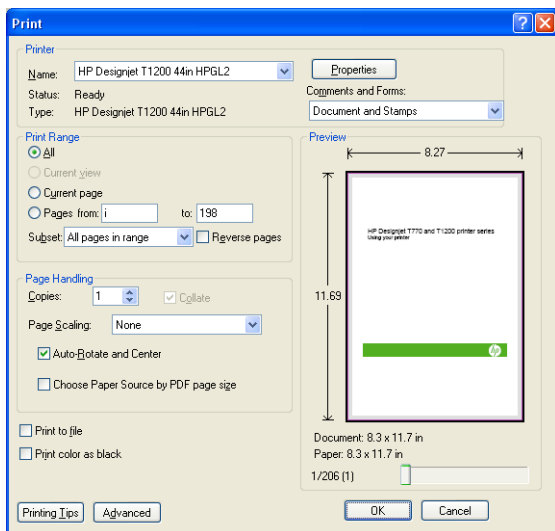 Print
Printer
Name: HP Designjet T1200 44in HPGL2
Properties
Status: Ready
Comments and Forms:
Type: HP Designjet T1200 44in HPGL2
Document and Stamps
Print Range
All
Current view
Current page
Pages from: i to: 198
Subset: All pages in range
Reverse pages
Page Handling
Copies: 1
Collate
Page Scaling: None
Auto-Rotate and Center
Choose Paper Source by PDF page size
Print to file
Print color as black
Preview
8.27
11.69
HP Designjet T770 and T1200 printer series
Using your printer
hp
Document: 8.3 x 11.7 in
Paper: 8.3 x 11.7 in
1/206 (1)
Printing Tips
Advanced
OK
Cancel